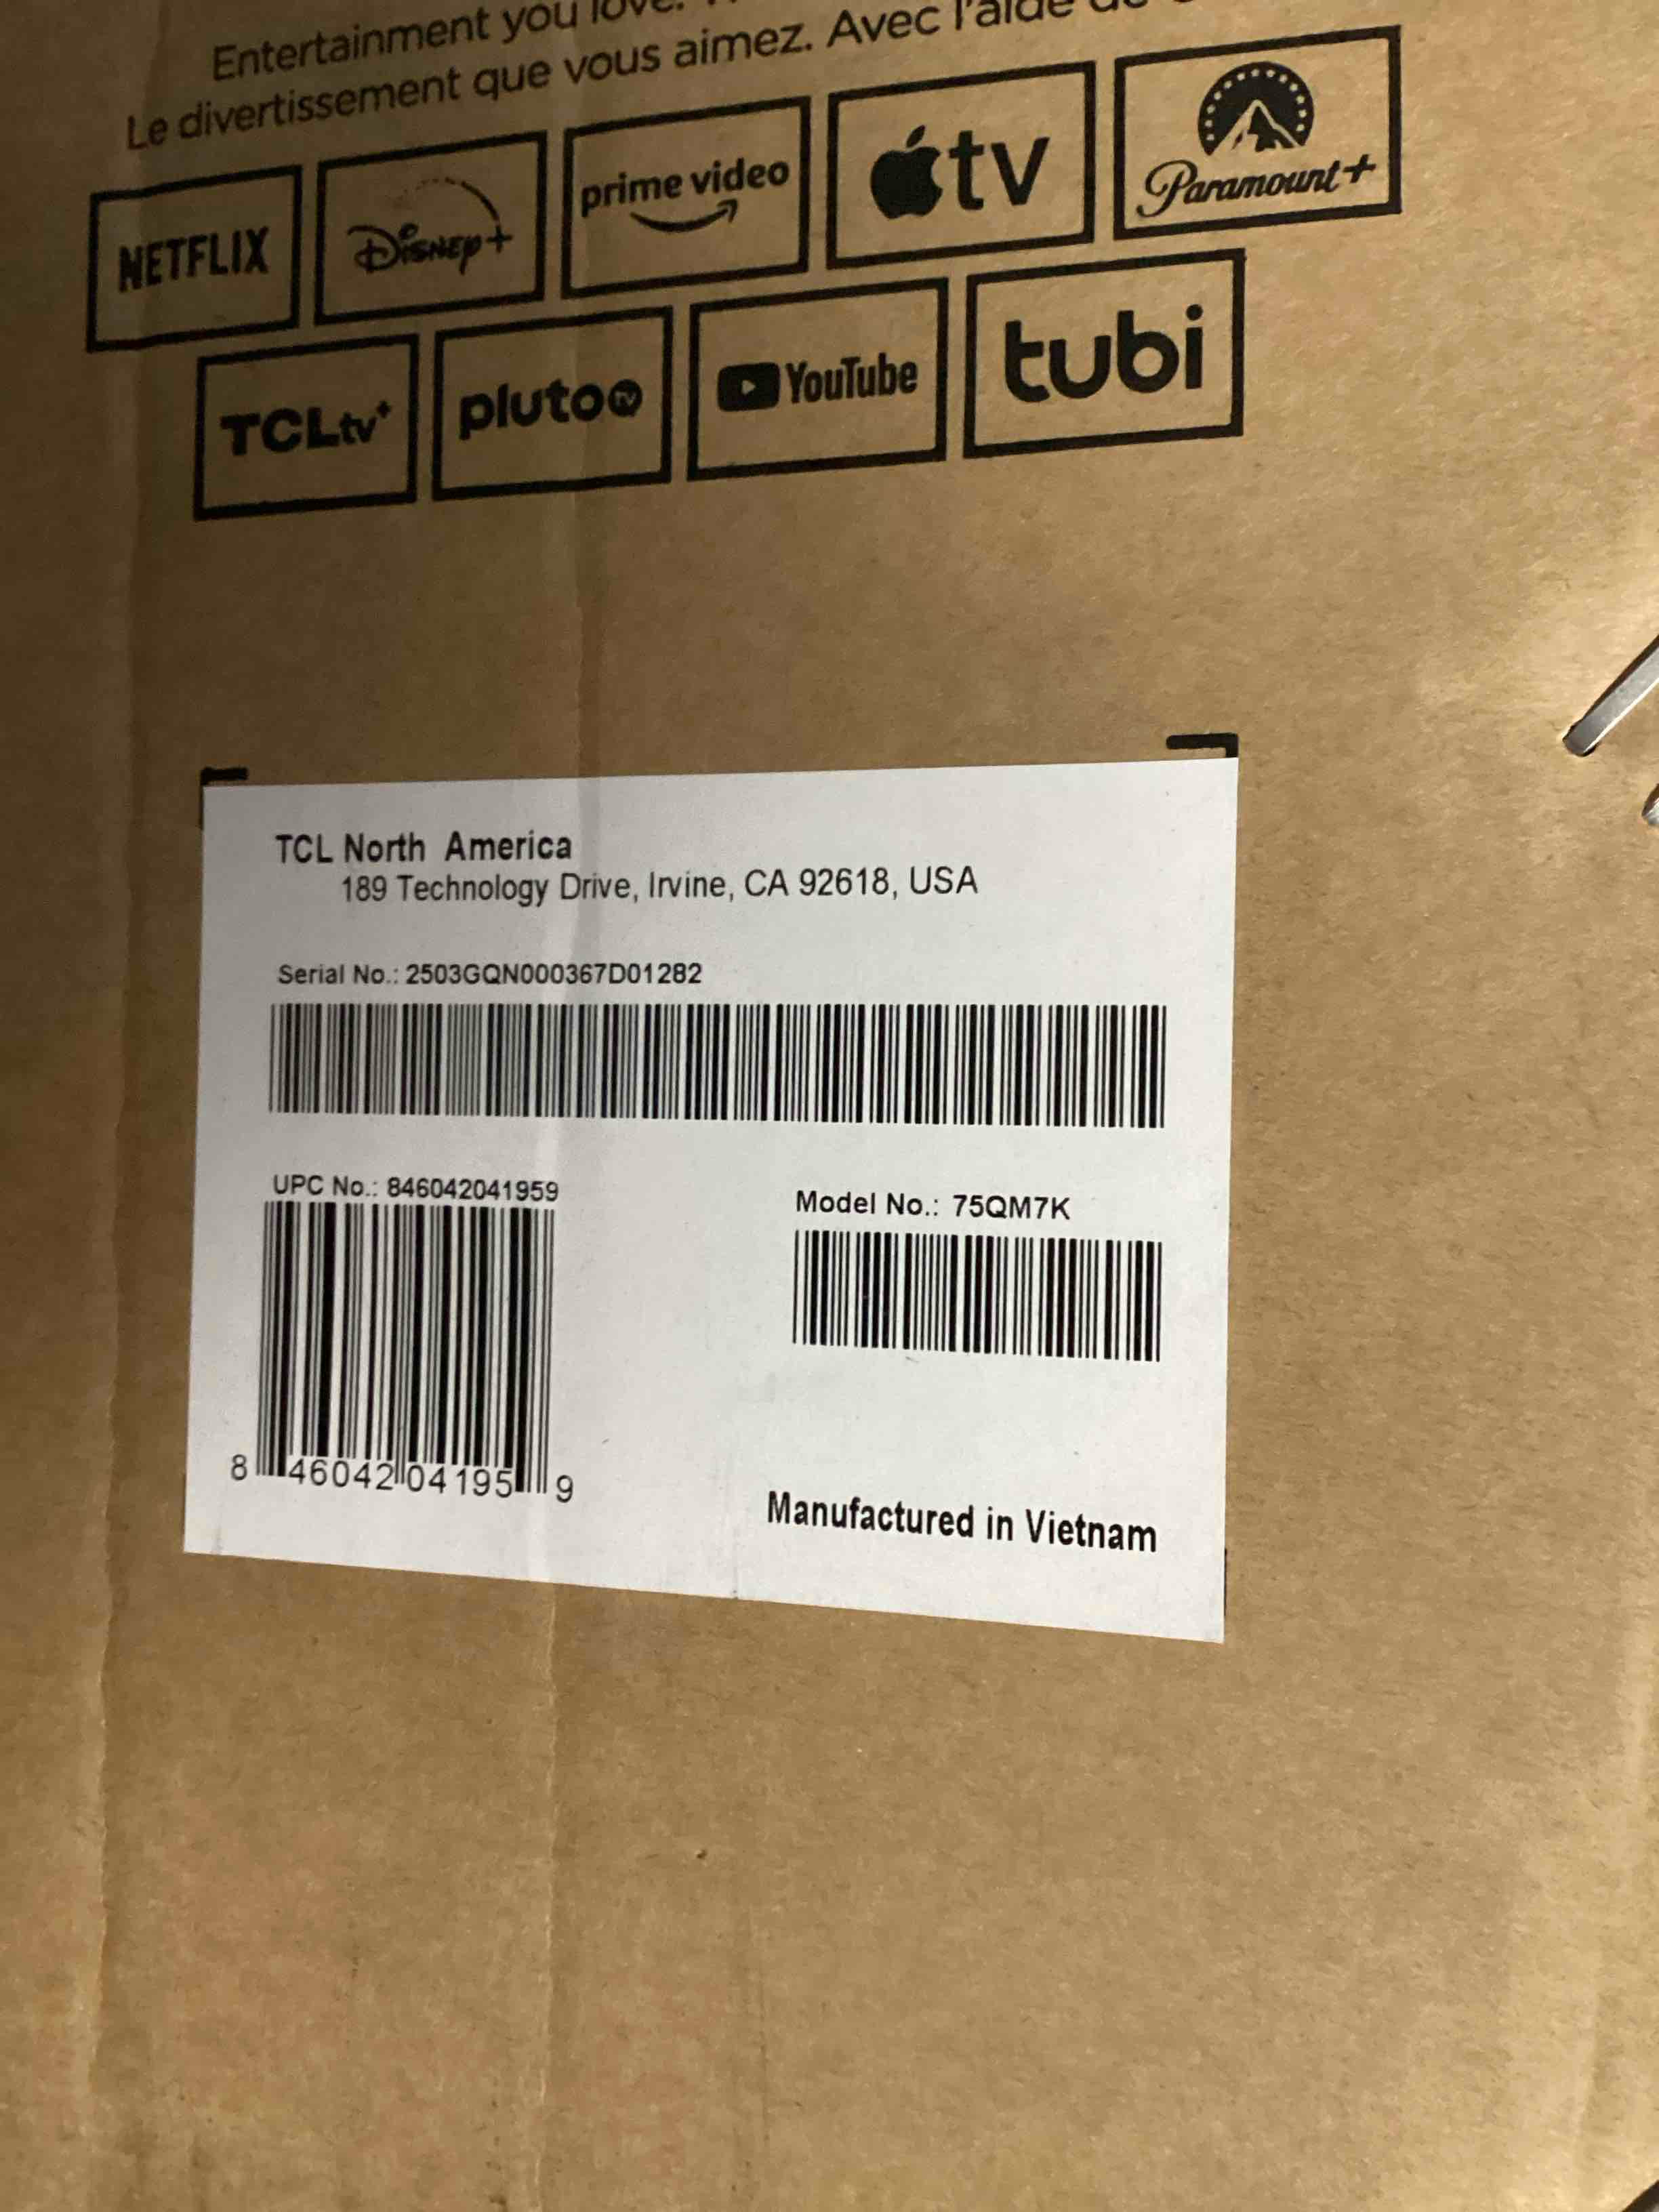 Entertainment you love.
Le divertissement que vous aimez. Avec l'aide
NETFLIX
Disney+
prime video
tv
Paramount+
TCLtv+
pluto tv
YouTube
tubi
TCL North America
189 Technology Drive, Irvine, CA 92618, USA
Serial No.: 2503GQN000367D01282
UPC No.: 846042041959
Model No.: 75QM7K
8 46042 04195 9
Manufactured in Vietnam